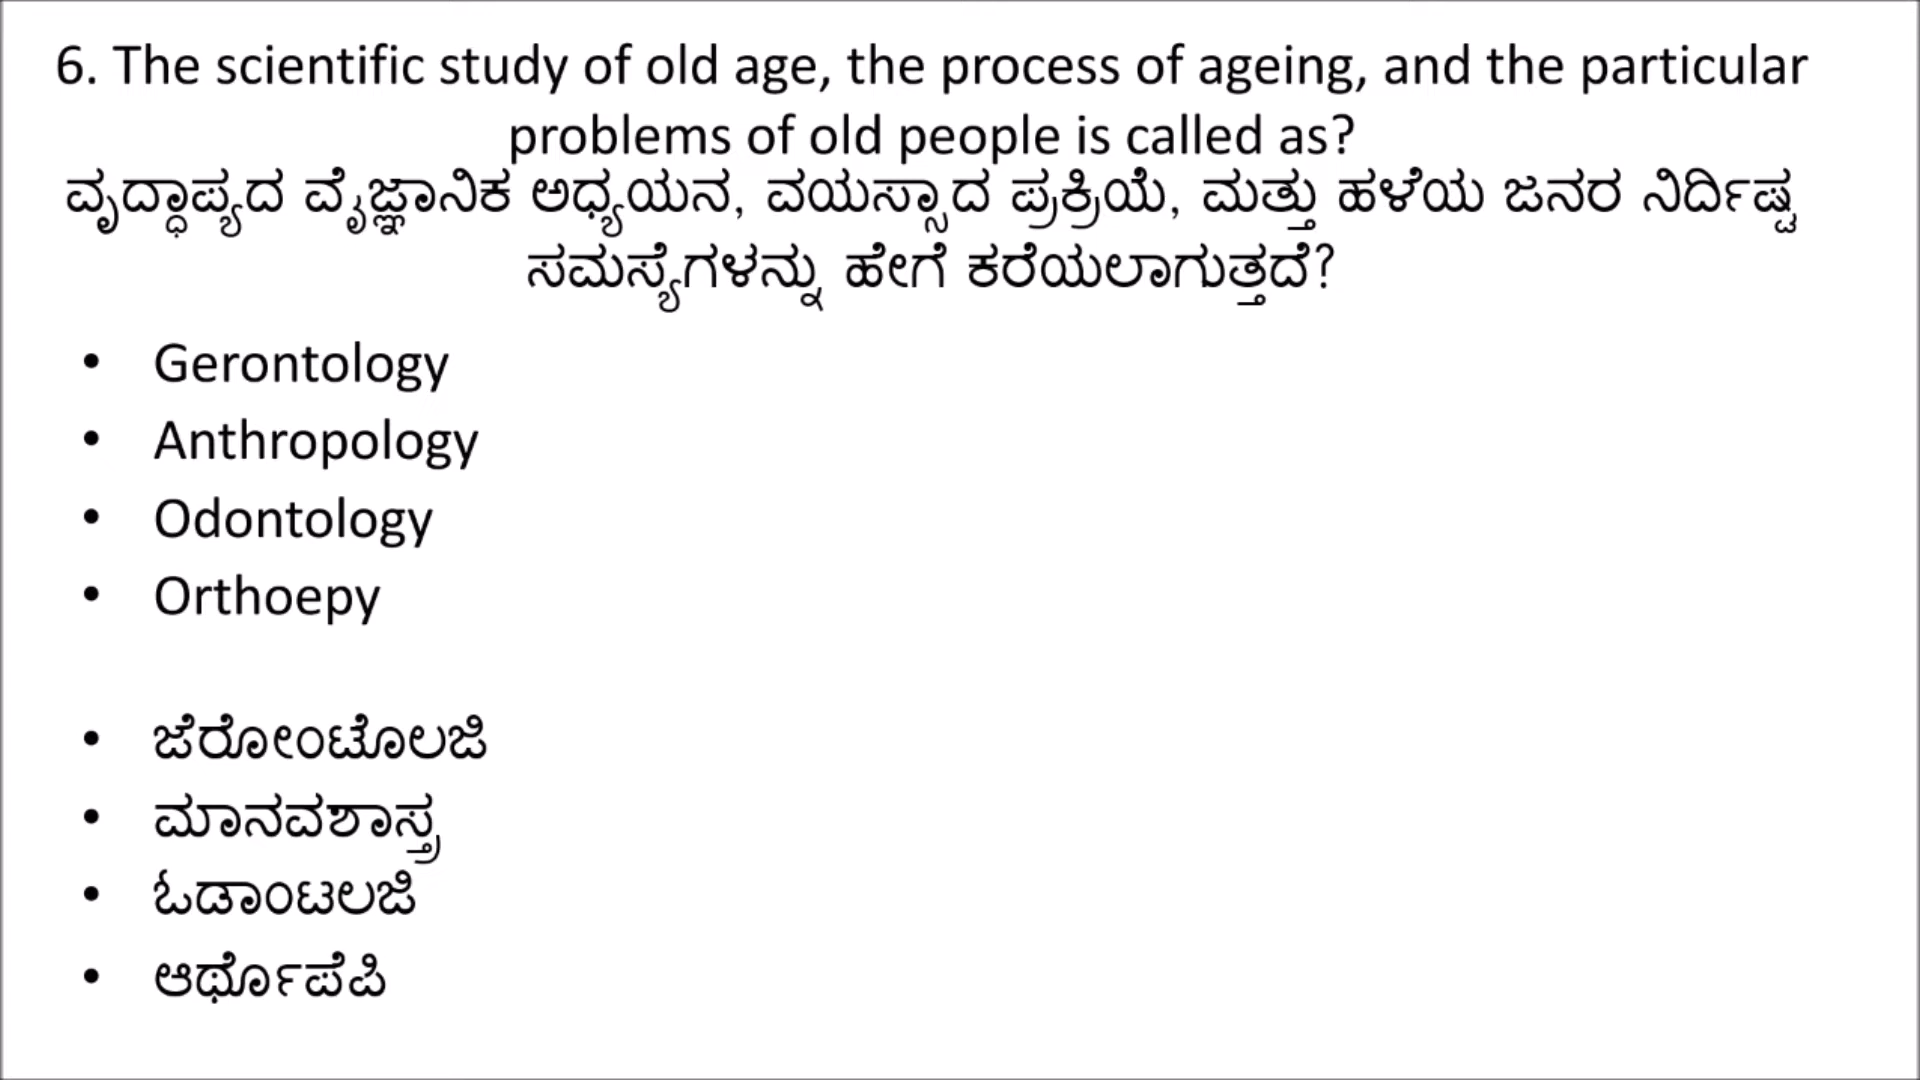 6. The scientific study of old age, the process of ageing, and the particular
problems of old people is called as?
ವೃದ್ಧಾಪ್ಯದ ವೈಜ್ಞಾನಿಕ ಅಧ್ಯಯನ, ವಯಸ್ಸಾದ ಪ್ರಕ್ರಿಯೆ, ಮತ್ತು ಹಳೆಯ ಜನರ ನಿರ್ದಿಷ್ಟ
ಸಮಸ್ಯೆಗಳನ್ನು ಹೇಗೆ ಕರೆಯಲಾಗುತ್ತದೆ?
• Gerontology
• Anthropology
• Odontology
• Orthoepy
• ಜೆರೋಂಟೊಲಜಿ
• ಮಾನವಶಾಸ್ತ್ರ
• ಓಡಾಂಟಲಜಿ
• ಆರ್ಥೊಪೆಪಿ